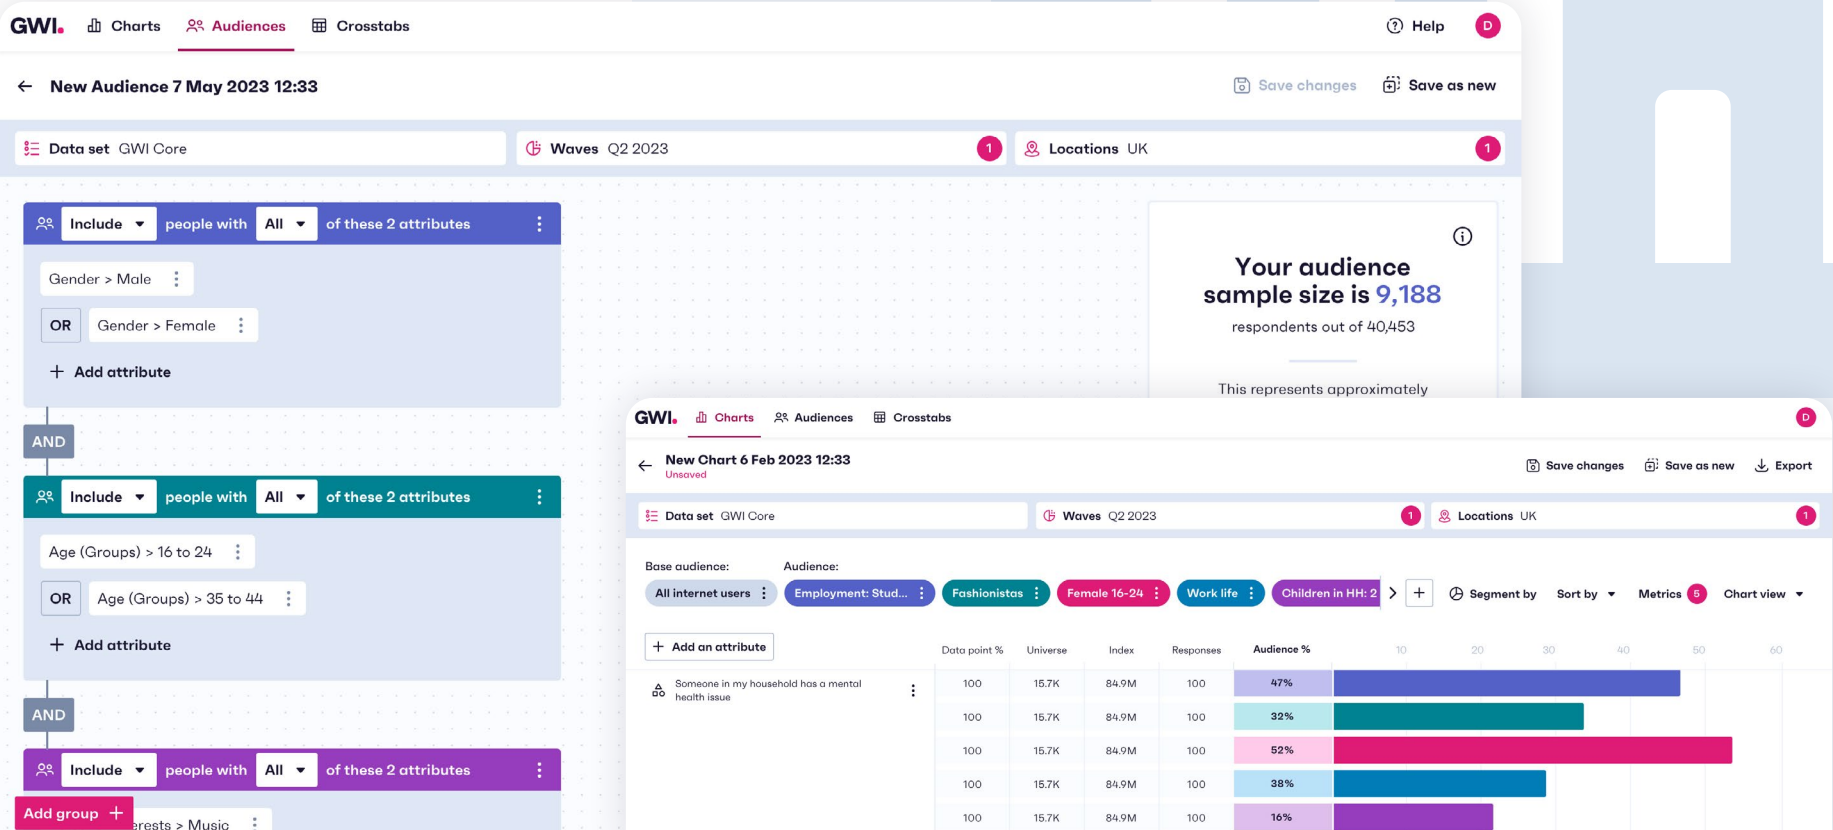 GWI. Charts Audiences Crosstabs Help D
New Audience 7 May 2023 12:33 Save changes Save as new
Data set GWI Core Waves Q2 2023 1 Locations UK 1
Include people with All of these 2 attributes
Gender > Male
OR Gender > Female
+ Add attribute
AND
Include people with All of these 2 attributes
Age (Groups) > 16 to 24
OR Age (Groups) > 35 to 44
+ Add attribute
AND
Include people with All of these 2 attributes
Add group +
erests > Music
Your audience
sample size is 9,188
respondents out of 40,453
This represents approximately
GWI. Charts Audiences Crosstabs D
New Chart 6 Feb 2023 12:33
Unsaved
Save changes Save as new Export
Data set GWI Core Waves Q2 2023 1 Locations UK 1
Base audience: Audience:
All internet users Employment: Stud... Fashionistas Female 16-24 Work life Children in HH: 2 > + Segment by Sort by Metrics 5 Chart view
+ Add an attribute
Data point % Universe Index Responses Audience % 10 20 30 40 50 60
Someone in my household has a mental
health issue
100 15.7K 84.9M 100 47%
100 15.7K 84.9M 100 32%
100 15.7K 84.9M 100 52%
100 15.7K 84.9M 100 38%
100 15.7K 84.9M 100 16%